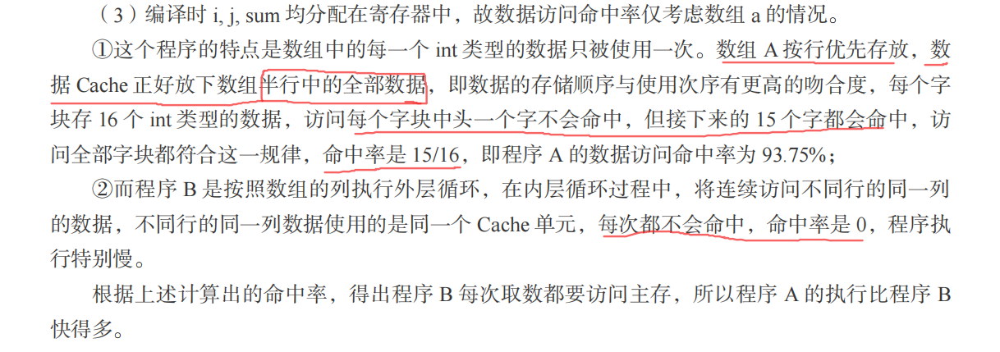 （3）编译时 i, j, sum 均分配在寄存器中，故数据访问命中率仅考虑数组 a 的情况。
①这个程序的特点是数组中的每一个 int 类型的数据只被使用一次。数组 A 按行优先存放，数
据 Cache 正好放下数组半行中的全部数据，即数据的存储顺序与使用次序有更高的吻合度，每个字
块存 16 个 int 类型的数据，访问每个字块中头一个字不会命中，但接下来的 15 个字都会命中，访
问全部字块都符合这一规律，命中率是 15/16，即程序 A 的数据访问命中率为 93.75%；
②而程序 B 是按照数组的列执行外层循环，在内层循环过程中，将连续访问不同行的同一列
的数据，不同行的同一列数据使用的是同一个 Cache 单元，每次都不会命中，命中率是 0，程序执
行特别慢。
根据上述计算出的命中率，得出程序 B 每次取数都要访问主存，所以程序 A 的执行比程序 B
快得多。